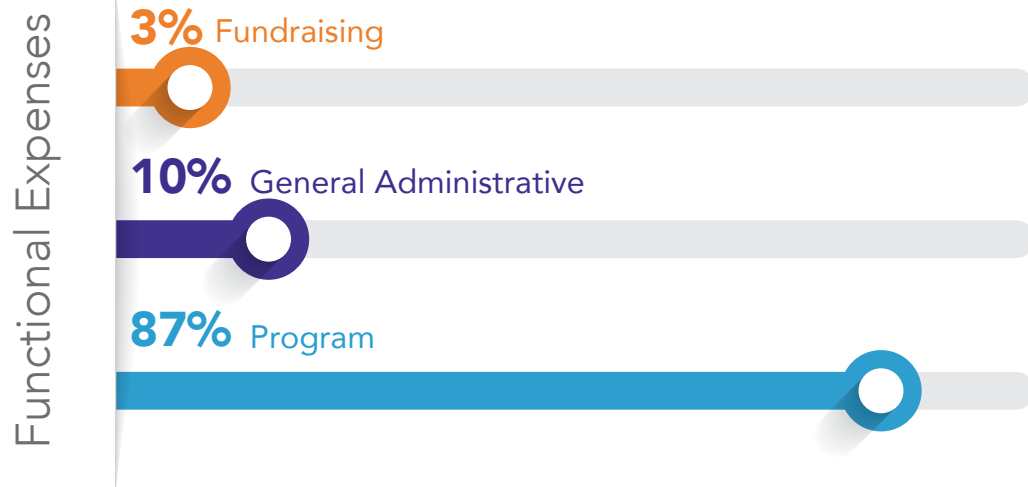 Functional Expenses
3% Fundraising
10% General Administrative
87% Program